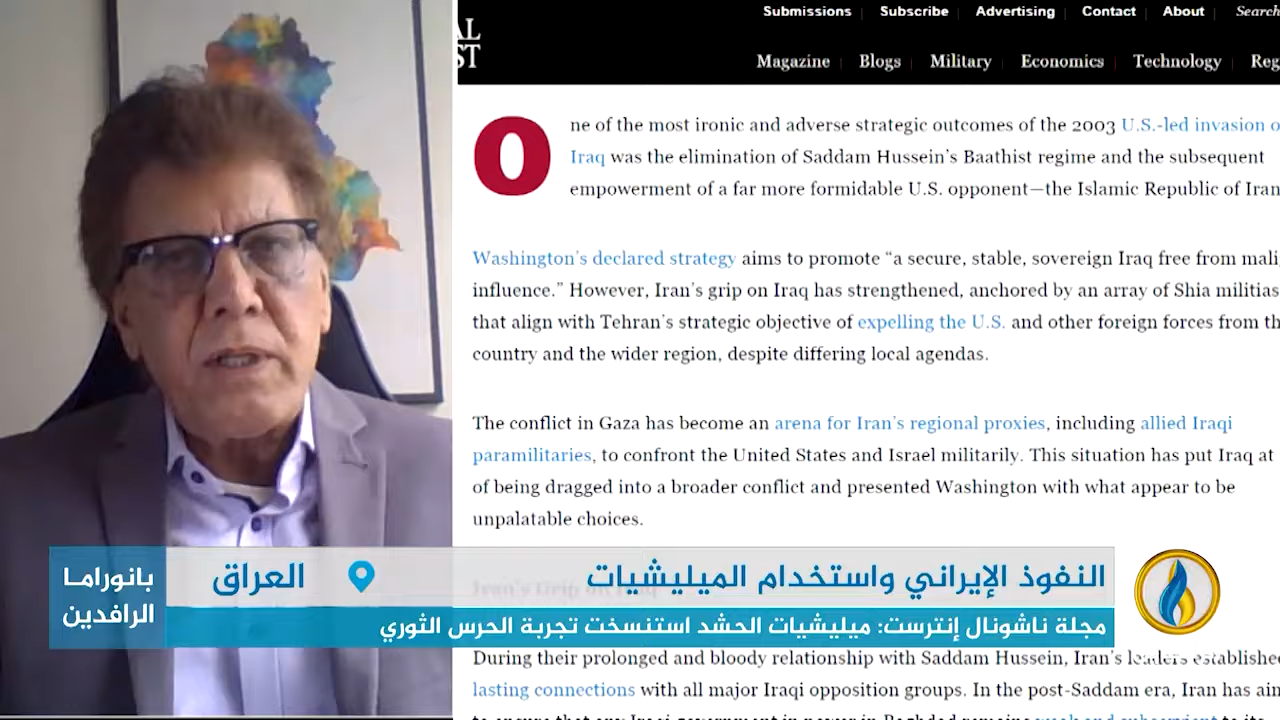 AL
ST
Submissions Subscribe Advertising Contact About Search
Magazine Blogs Military Economics Technology Reg
One of the most ironic and adverse strategic outcomes of the 2003 U.S.-led invasion o
Iraq was the elimination of Saddam Hussein's Baathist regime and the subsequent
empowerment of a far more formidable U.S. opponent—the Islamic Republic of Iran
Washington's declared strategy aims to promote “a secure, stable, sovereign Iraq free from mali
influence.” However, Iran's grip on Iraq has strengthened, anchored by an array of Shia militias
that align with Tehran's strategic objective of expelling the U.S. and other foreign forces from th
country and the wider region, despite differing local agendas.
The conflict in Gaza has become an arena for Iran's regional proxies, including allied Iraqi
paramilitaries, to confront the United States and Israel militarily. This situation has put Iraq at
of being dragged into a broader conflict and presented Washington with what appear to be
unpalatable choices.
النفوذ الإيراني واستخدام الميليشيات
العراق
بانوراما
الرافدين
مجلة ناشونال إنترست: ميليشيات الحشد استنسخت تجربة الحرس الثوري
During their prolonged and bloody relationship with Saddam Hussein, Iran's leaders established
lasting connections with all major Iraqi opposition groups. In the post-Saddam era, Iran has aim